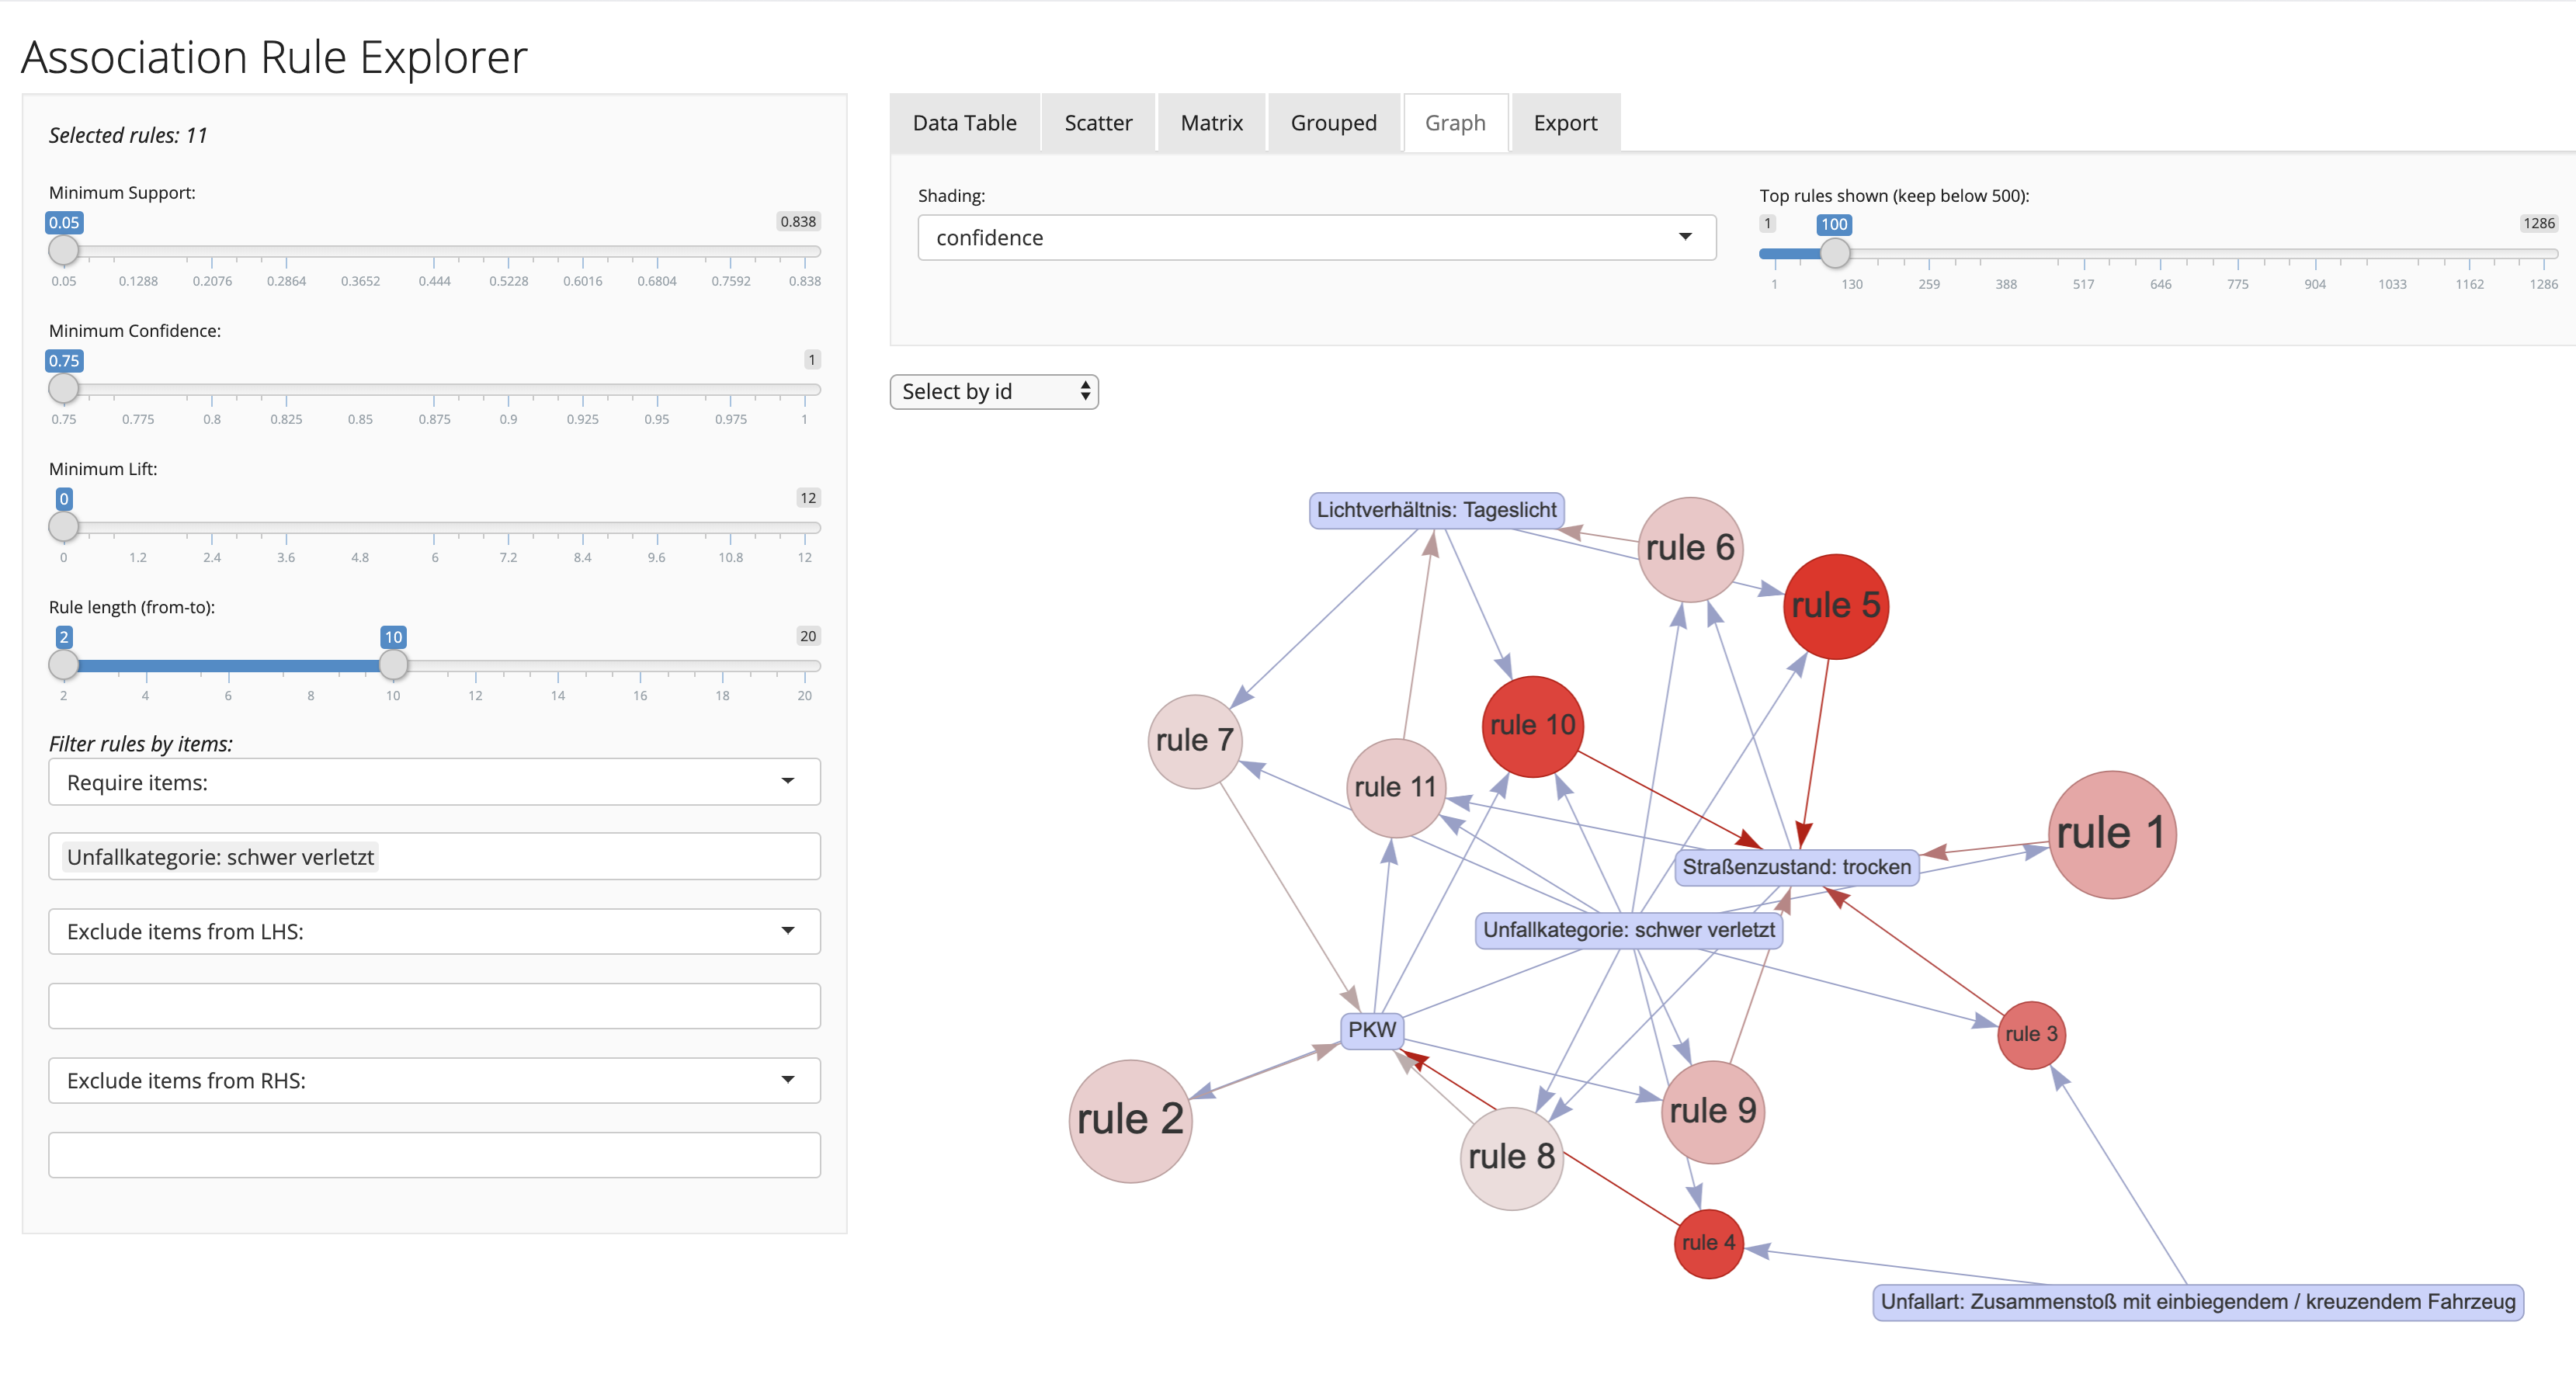 Association Rule Explorer
Selected rules: 11
Minimum Support:
0.05 0.838
0.05 0.1288 0.2076 0.2864 0.3652 0.444 0.5228 0.6016 0.6804 0.7592 0.838
Minimum Confidence:
0.75 1
0.75 0.775 0.8 0.825 0.85 0.875 0.9 0.925 0.95 0.975 1
Minimum Lift:
0 12
0 1.2 2.4 3.6 4.8 6 7.2 8.4 9.6 10.8 12
Rule length (from-to):
2 10 20
2 4 6 8 10 12 14 16 18 20
Filter rules by items:
Require items:
Unfallkategorie: schwer verletzt
Exclude items from LHS:
Exclude items from RHS:
Data Table Scatter Matrix Grouped Graph Export
Shading:
confidence
Top rules shown (keep below 500):
1 100 1286
1 130 259 388 517 646 775 904 1033 1162 1286
Select by id
Lichtverhältnis: Tageslicht
rule 6
rule 5
rule 7
rule 10
rule 11
rule 1
Straßenzustand: trocken
Unfallkategorie: schwer verletzt
PKW
rule 3
rule 2
rule 9
rule 8
rule 4
Unfallart: Zusammenstoß mit einbiegendem / kreuzendem Fahrzeug